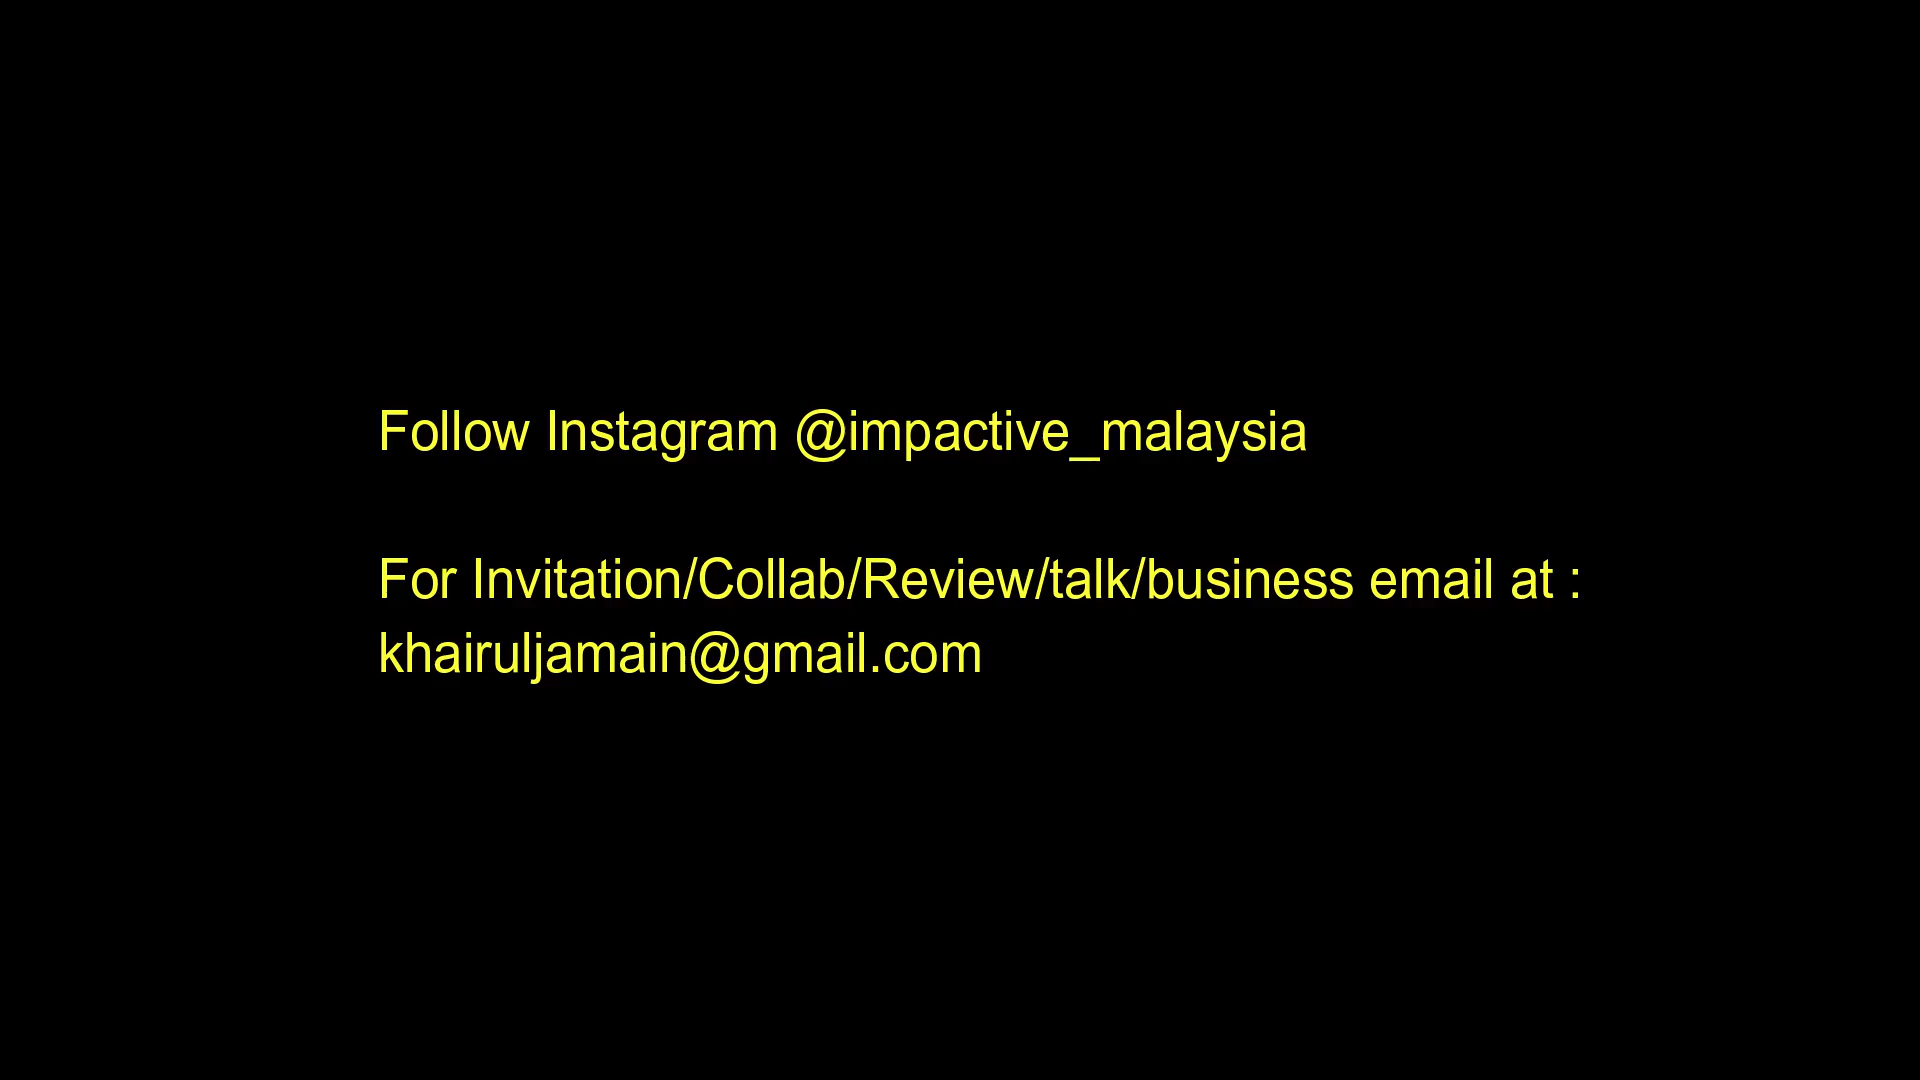 Follow Instagram @impactive_malaysia
For Invitation/Collab/Review/talk/business email at :
khairuljamain@gmail.com